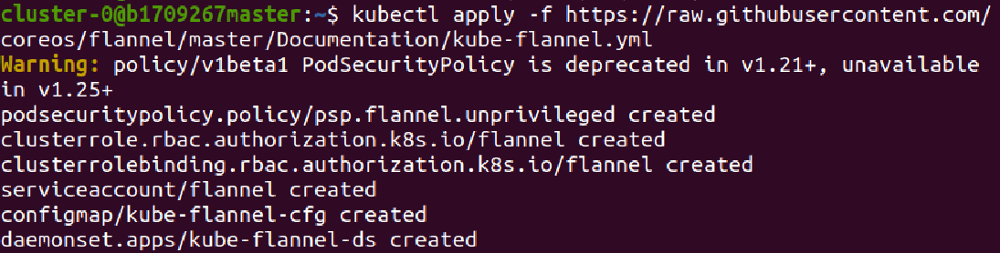 cluster-0@b1709267master:~$ kubectl apply -f https://raw.githubusercontent.com/
coreos/flannel/master/Documentation/kube-flannel.yml
Warning: policy/v1beta1 PodSecurityPolicy is deprecated in v1.21+, unavailable
in v1.25+
podsecuritypolicy.policy/psp.flannel.unprivileged created
clusterrole.rbac.authorization.k8s.io/flannel created
clusterrolebinding.rbac.authorization.k8s.io/flannel created
serviceaccount/flannel created
configmap/kube-flannel-cfg created
daemonset.apps/kube-flannel-ds created